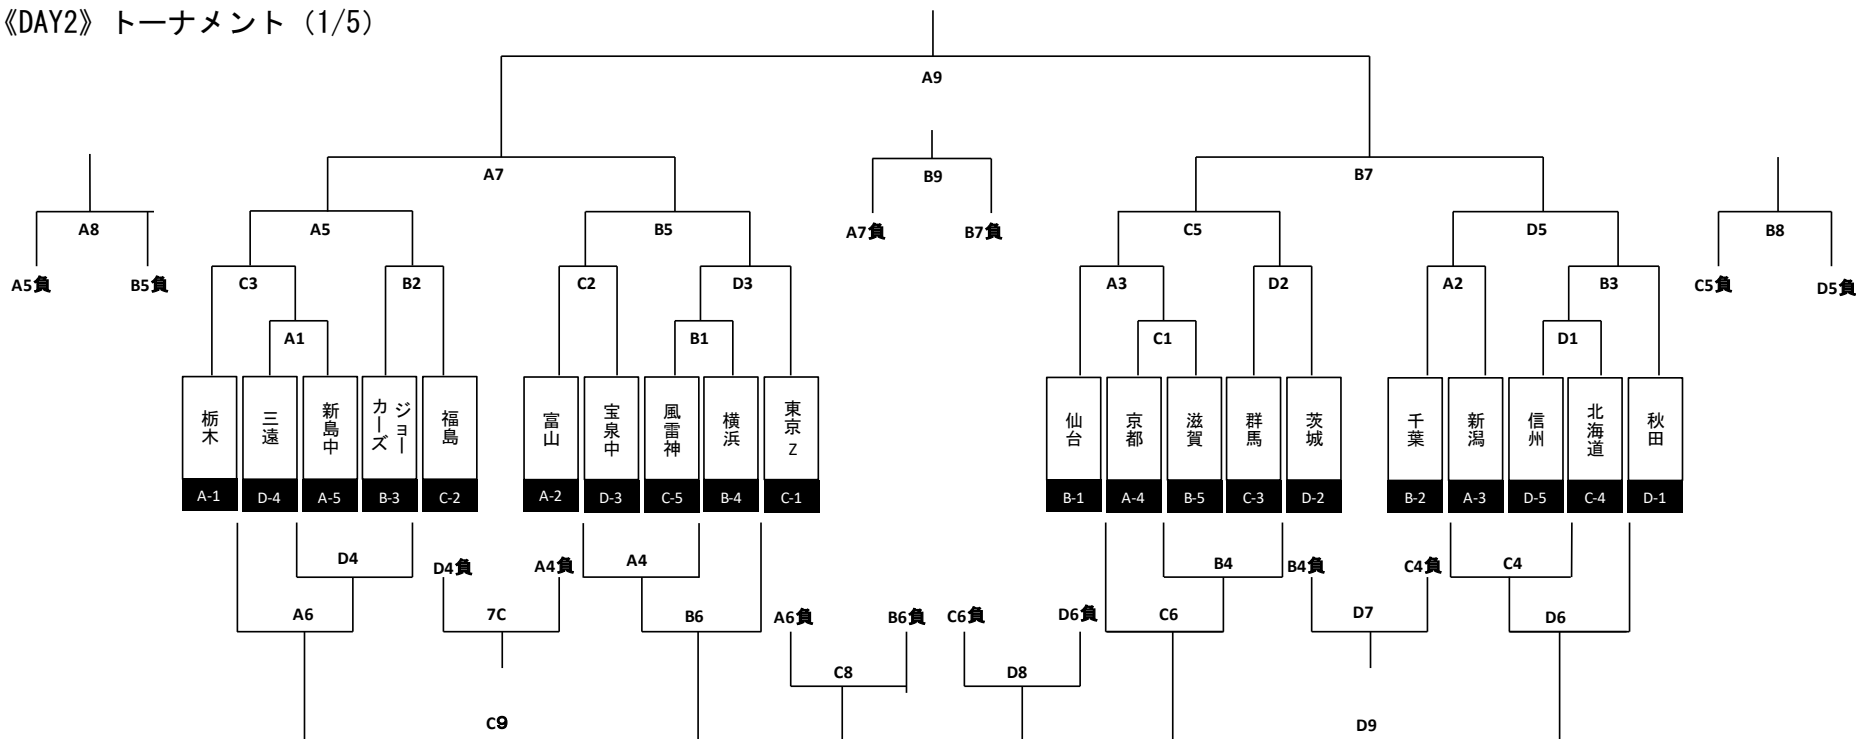 《DAY2》トーナメント（1/5）
A9
A7
B9
B7
A8
A5
B5
A7負
B7負
C5
D5
B8
A5負
B5負
C3
B2
C2
D3
A3
D2
A2
B3
C5負
D5負
A1
B1
C1
D1
栃木
三遠
新島中
ジョー
カーズ
福島
富山
宝泉中
風雷神
横浜
東京Z
仙台
京都
滋賀
群馬
茨城
千葉
新潟
信州
北海道
秋田
A-1
D-4
A-5
B-3
C-2
A-2
D-3
C-5
B-4
C-1
B-1
A-4
B-5
C-3
D-2
B-2
A-3
D-5
C-4
D-1
D4
D4負
A4負
A4
B4
B4負
C4負
C4
A6
7C
B6
A6負
B6負
C6負
D6負
C6
D7
D6
C8
D8
C9
D9